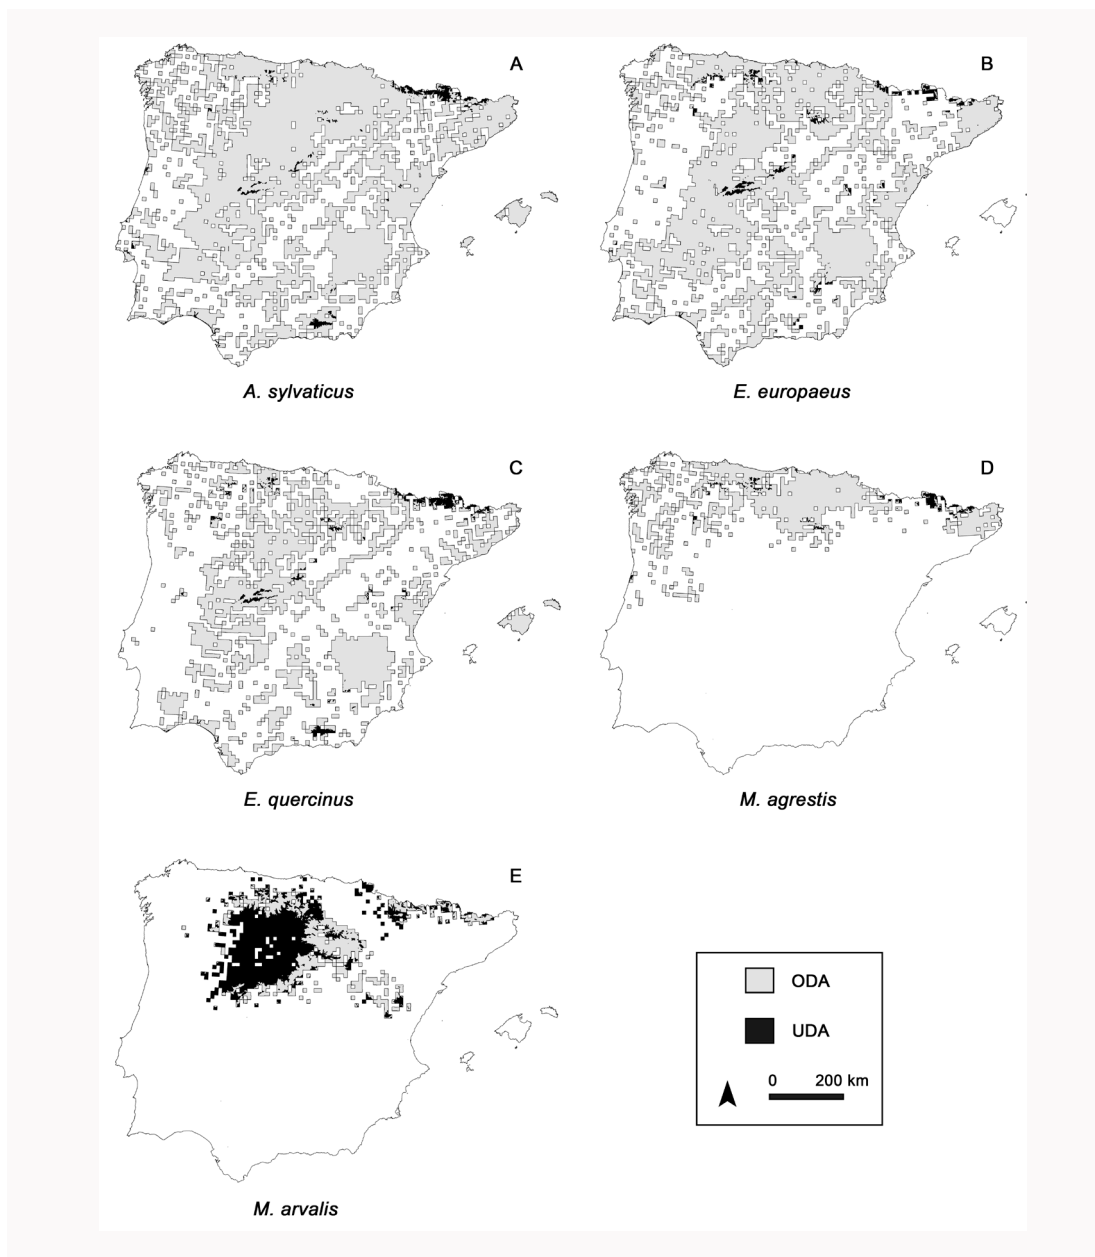 A
B
A. sylvaticus
E. europaeus
C
D
E. quercinus
M. agrestis
E
ODA
UDA
0 200 km
M. arvalis